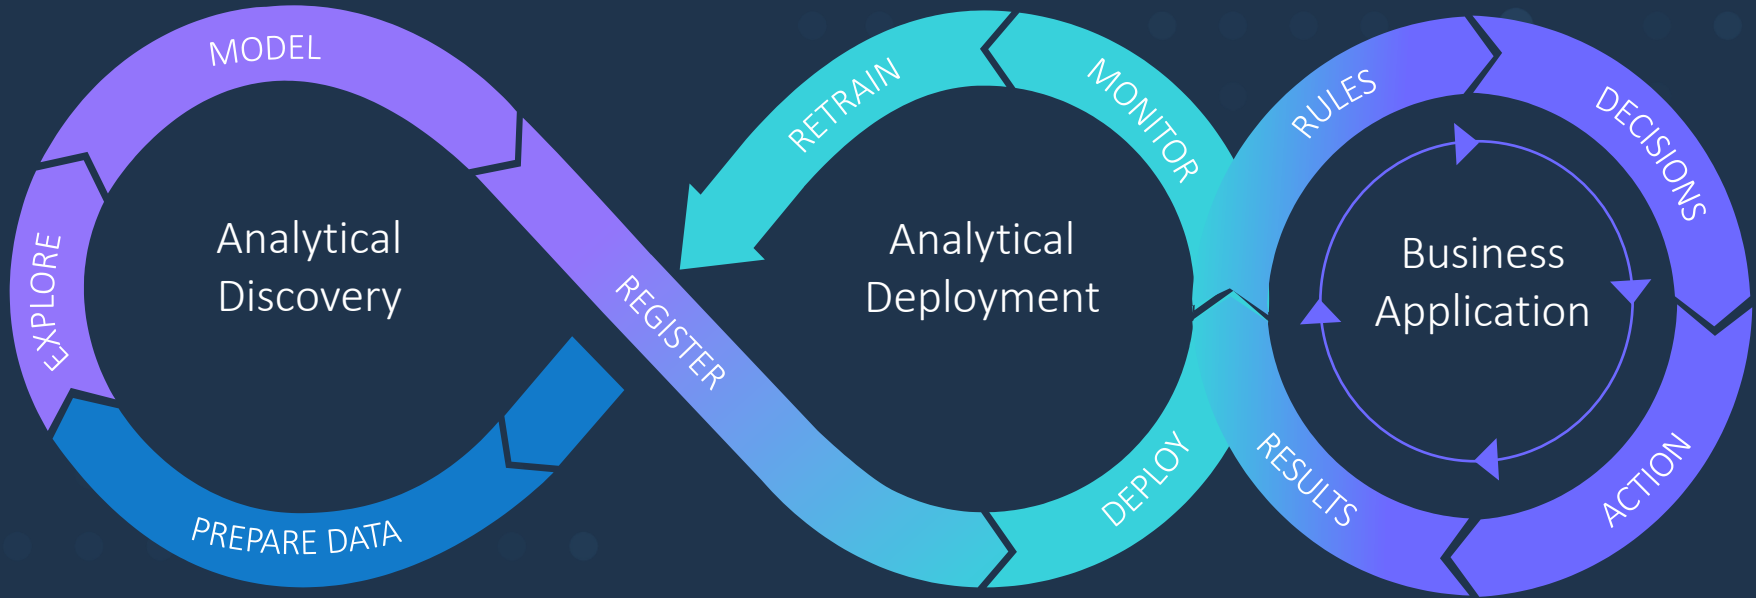 MODEL
EXPLORE
PREPARE DATA
Analytical
Discovery
REGISTER
RETRAIN
MONITOR
DEPLOY
Analytical
Deployment
RULES
DECISIONS
ACTION
RESULTS
Business
Application